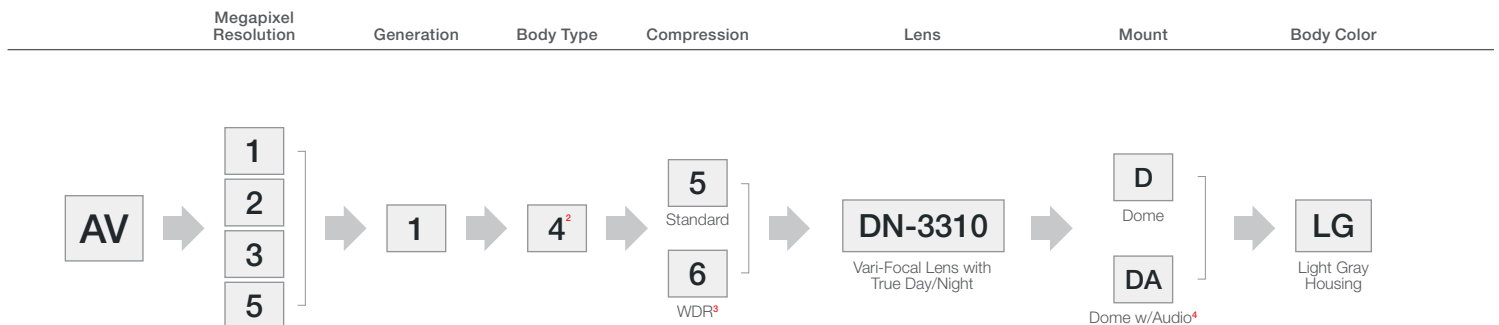 Megapixel
Resolution
Generation
Body Type
Compression
Lens
Mount
Body Color
AV
1
2
3
5
1
4²
5
Standard
6
WDR³
DN-3310
Vari-Focal Lens with
True Day/Night
D
Dome
DA
Dome w/Audio⁴
LG
Light Gray
Housing